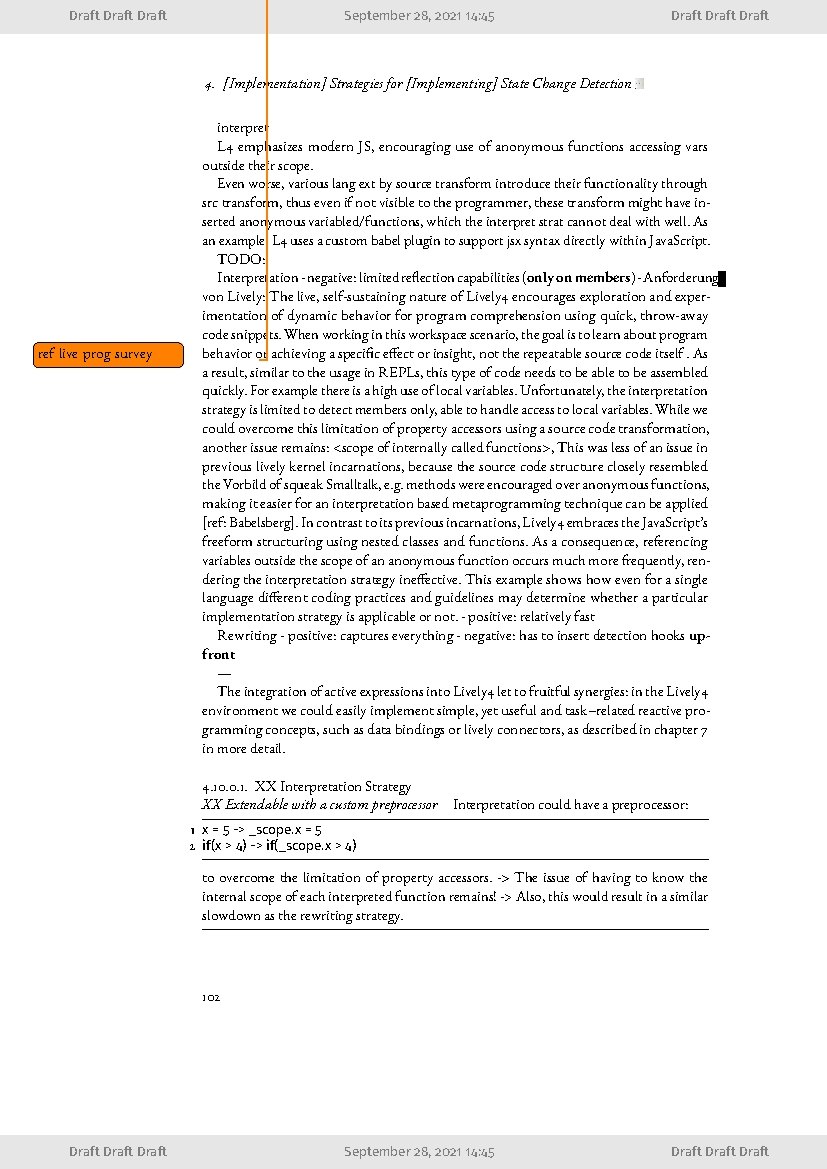 Draft Draft Draft September 28, 2021 14:45 Draft Draft Draft
4. [Implementation] Strategies for [Implementing] State Change Detection
interpret
L4 emphasizes modern JS, encouraging use of anonymous functions accessing vars
outside their scope.
Even worse, various lang ext by source transform introduce their functionality through
src transform, thus even if not visible to the programmer, these transform might have in-
serted anonymous variabled/functions, which the interpret strat cannot deal with well. As
an example, L4 uses a custom babel plugin to support jsx syntax directly within JavaScript.
TODO:
Interpretation - negative: limited reflection capabilities (only on members) - Anforderung
von Lively: The live, self-sustaining nature of Lively4 encourages exploration and exper-
imentation of dynamic behavior for program comprehension using quick, throw-away
code snippets. When working in this workspace scenario, the goal is to learn about program
ref live prog survey
behavior or achieving a specific effect or insight, not the repeatable source code itself . As
a result, similar to the usage in REPLs, this type of code needs to be able to be assembled
quickly. For example there is a high use of local variables. Unfortunately, the interpretation
strategy is limited to detect members only, able to handle access to local variables. While we
could overcome this limitation of property accessors using a source code transformation,
another issue remains: <scope of internally called functions>, This was less of an issue in
previous lively kernel incarnations, because the source code structure closely resembled
the Vorbild of squeak Smalltalk, e.g. methods were encouraged over anonymous functions,
making it easier for an interpretation based metaprogramming technique can be applied
[ref: Babelsberg]. In contrast to its previous incarnations, Lively4 embraces the JavaScript's
freeform structuring using nested classes and functions. As a consequence, referencing
variables outside the scope of an anonymous function occurs much more frequently, ren-
dering the interpretation strategy ineffective. This example shows how even for a single
language different coding practices and guidelines may determine whether a particular
implementation strategy is applicable or not. - positive: relatively fast
Rewriting - positive: captures everything - negative: has to insert detection hooks up-
front
—
The integration of active expressions into Lively4 let to fruitful synergies: in the Lively4
environment we could easily implement simple, yet useful and task–related reactive pro-
gramming concepts, such as data bindings or lively connectors, as described in chapter 7
in more detail.
4.10.0.1. XX Interpretation Strategy
XX Extendable with a custom preprocessor Interpretation could have a preprocessor:
1 x = 5 -> _scope.x = 5
2 if(x > 4) -> if(_scope.x > 4)
to overcome the limitation of property accessors. -> The issue of having to know the
internal scope of each interpreted function remains! -> Also, this would result in a similar
slowdown as the rewriting strategy.
102
Draft Draft Draft September 28, 2021 14:45 Draft Draft Draft